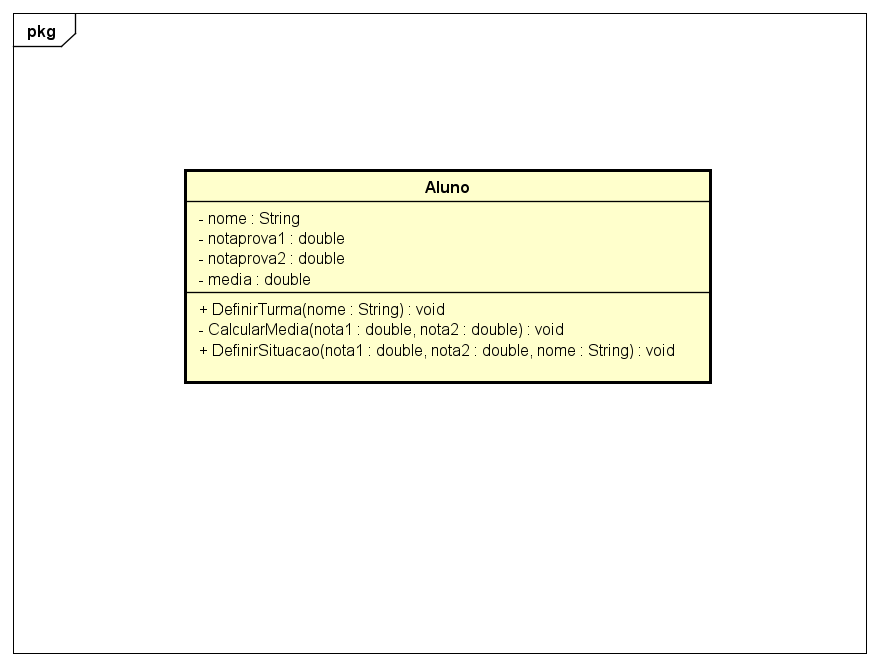 pkg
Aluno
- nome : String
- notaprova1 : double
- notaprova2 : double
- media : double
+ DefinirTurma(nome : String) : void
- CalcularMedia(nota1 : double, nota2 : double) : void
+ DefinirSituacao(nota1 : double, nota2 : double, nome : String) : void